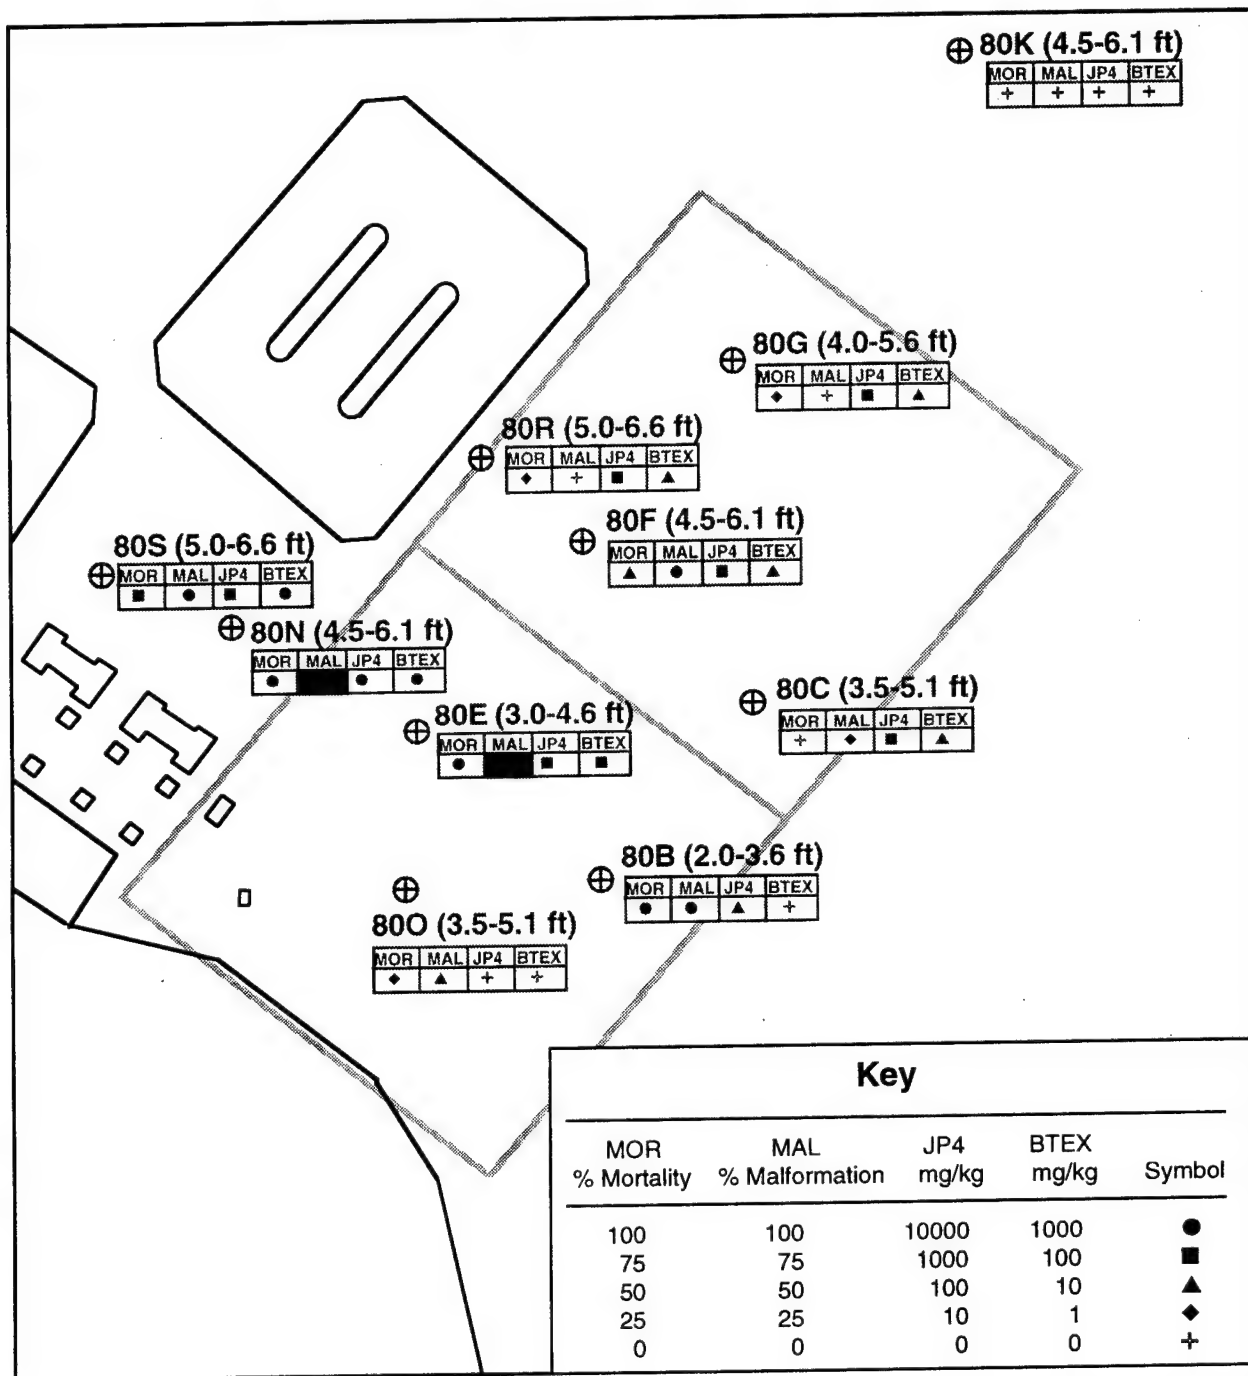 80K (4.5-6.1 ft)
MOR MAL JP4 BTEX
80G (4.0-5.6 ft)
MOR MAL JP4 BTEX
80R (5.0-6.6 ft)
MOR MAL JP4 BTEX
80F (4.5-6.1 ft)
MOR MAL JP4 BTEX
80S (5.0-6.6 ft)
MOR MAL JP4 BTEX
80N (4.5-6.1 ft)
MOR MAL JP4 BTEX
80C (3.5-5.1 ft)
MOR MAL JP4 BTEX
80E (3.0-4.6 ft)
MOR MAL JP4 BTEX
80B (2.0-3.6 ft)
MOR MAL JP4 BTEX
80O (3.5-5.1 ft)
MOR MAL JP4 BTEX
Key
MOR MAL JP4 BTEX
% Mortality % Malformation mg/kg mg/kg Symbol
100 100 10000 1000
75 75 1000 100
50 50 100 10
25 25 10 1
0 0 0 0